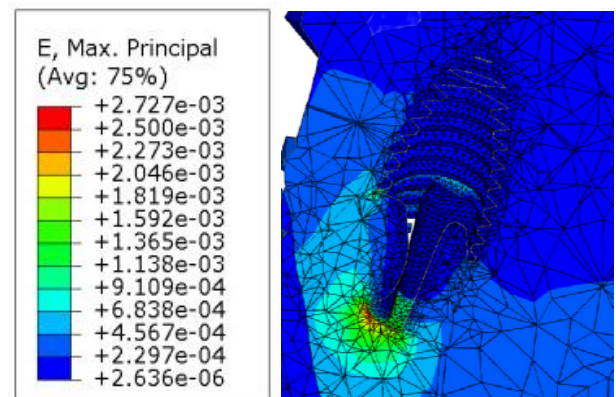 E, Max. Principal
(Avg: 75%)
+2.727e-03
+2.500e-03
+2.273e-03
+2.046e-03
+1.819e-03
+1.592e-03
+1.365e-03
+1.138e-03
+9.109e-04
+6.838e-04
+4.567e-04
+2.297e-04
+2.636e-06